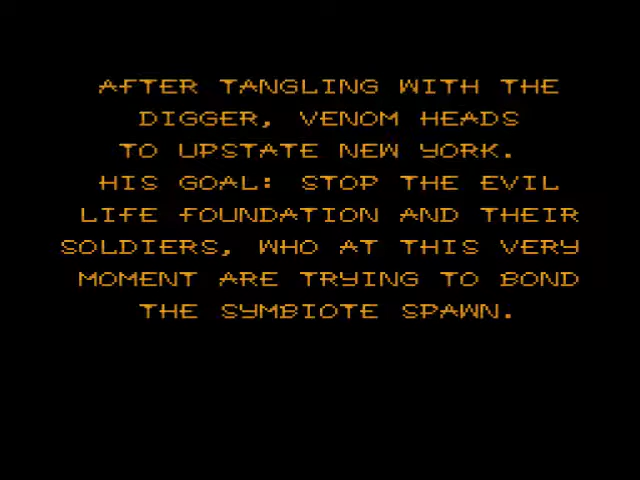 AFTER TANGLING WITH THE
DIGGER, VENOM HEADS
TO UPSTATE NEW YORK.
HIS GOAL: STOP THE EVIL
LIFE FOUNDATION AND THEIR
SOLDIERS, WHO AT THIS VERY
MOMENT ARE TRYING TO BOND
THE SYMBIOTE SPAWN.